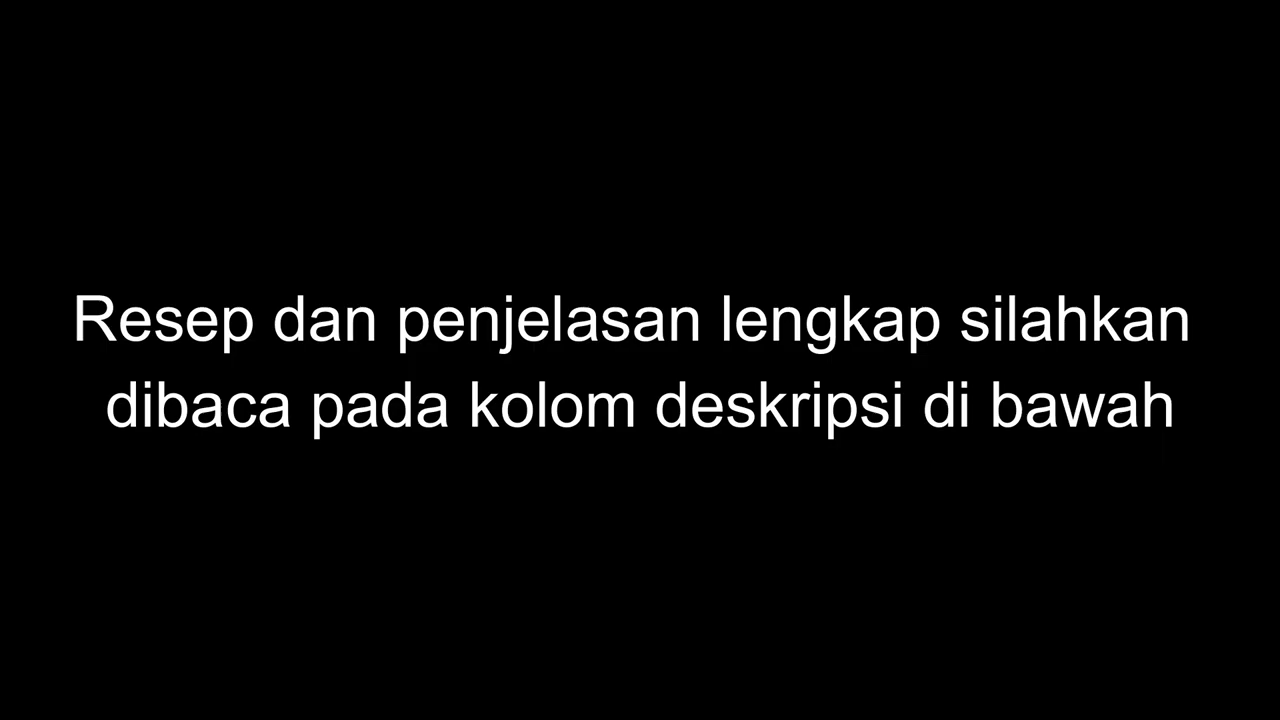 Resep dan penjelasan lengkap silahkan
dibaca pada kolom deskripsi di bawah